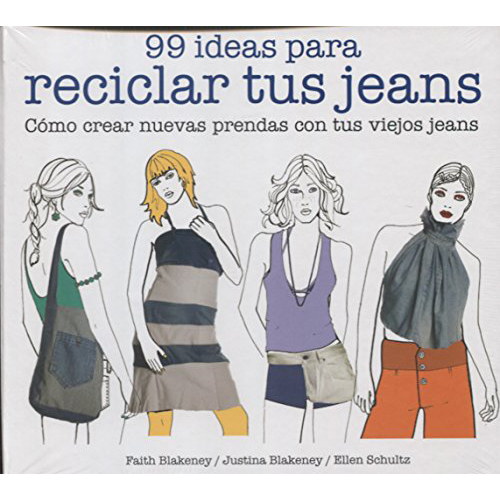 99 ideas para
reciclar tus jeans
Cómo crear nuevas prendas con tus viejos jeans
Faith Blakeney / Justina Blakeney / Ellen Schultz